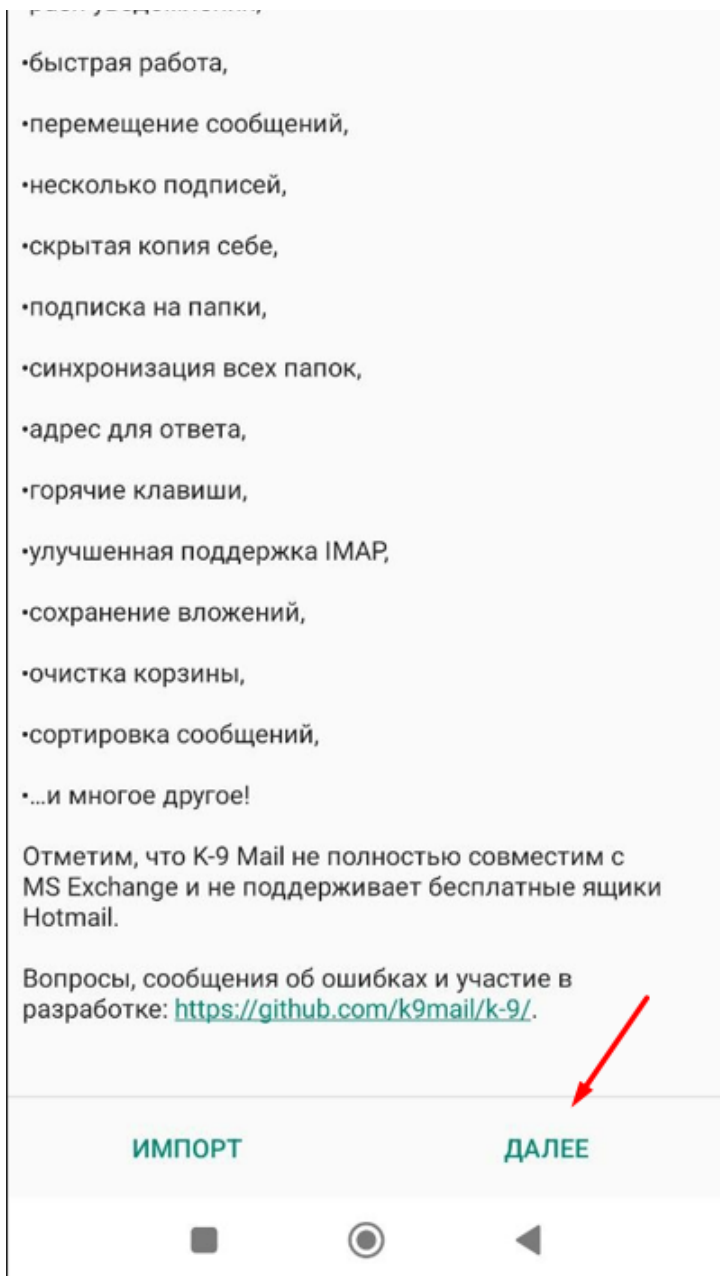 •быстрая работа,
•перемещение сообщений,
•несколько подписей,
•скрытая копия себе,
•подписка на папки,
•синхронизация всех папок,
•адрес для ответа,
•горячие клавиши,
•улучшенная поддержка IMAP,
•сохранение вложений,
•очистка корзины,
•сортировка сообщений,
•…и многое другое!
Отметим, что K-9 Mail не полностью совместим с
MS Exchange и не поддерживает бесплатные ящики
Hotmail.
Вопросы, сообщения об ошибках и участие в
разработке: https://github.com/k9mail/k-9/.
ИМПОРТ ДАЛЕЕ